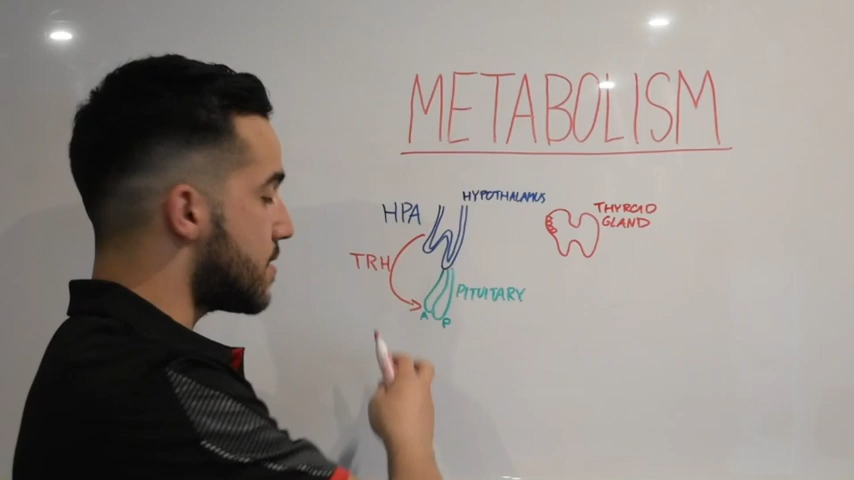 METABOLISM
HYPOTHALAMUS
HPA
THYROID
GLAND
TRH
PITUITARY
A
P